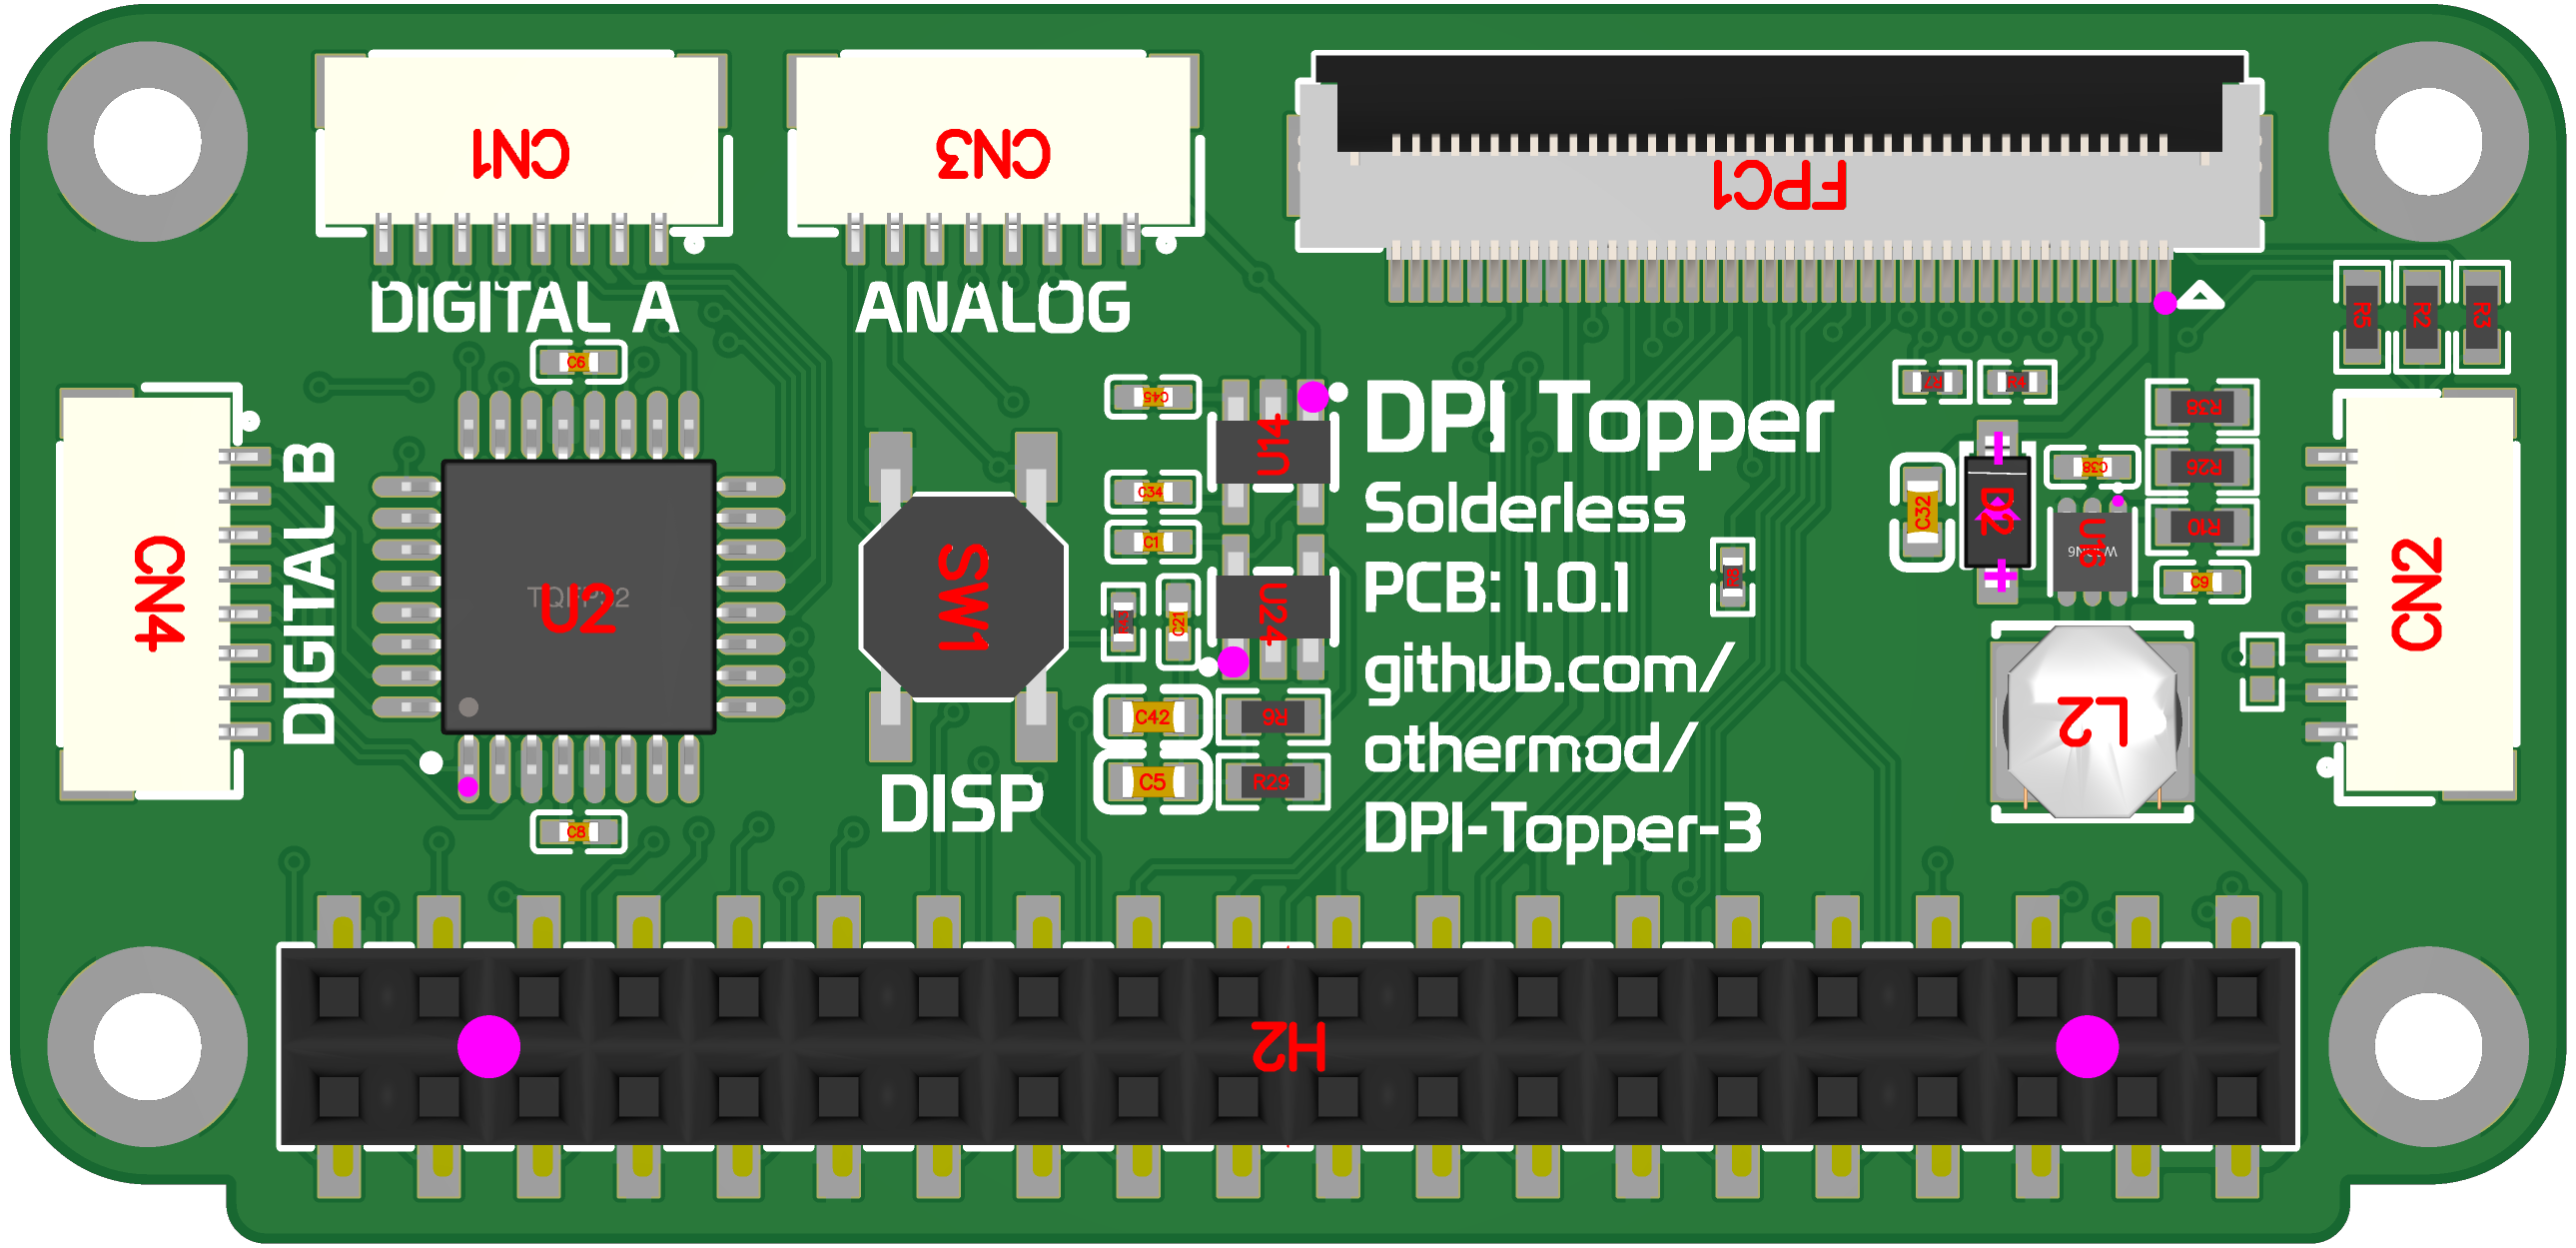 CN1
CN3
FPC1
DIGITAL A
ANALOG
R5
R2
R3
C6
R7
R4
C45
R38
U14
DPI Topper
DIGITAL B
R26
C38
C34
Solderless
C32
D2
R10
U16
CN4
C1
CN2
SW1
C9
R8
PCB: 1.0.1
TQFP32
U2
U24
C21
R43
github.com/
L2
C42
R6
othermod/
C5
R29
DISP
C8
DPI-Topper-3
H2